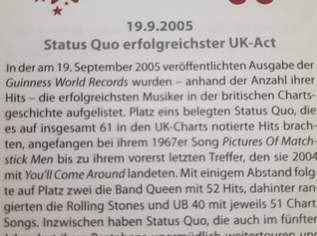 19.9.2005
Status Quo erfolgreichster UK-Act
In der am 19. September 2005 veröffentlichten Ausgabe der
Guinness World Records wurden – anhand der Anzahl ihrer
Hits – die erfolgreichsten Musiker in der britischen Charts-
geschichte aufgelistet. Platz eins belegten Status Quo, die
es auf insgesamt 61 in den UK-Charts notierte Hits brach-
ten, angefangen bei ihrem 1967er Song Pictures Of Match-
stick Men bis zu ihrem vorerst letzten Treffer, den sie 2004
mit You'll Come Around landeten. Mit einigem Abstand folg-
te auf Platz zwei die Band Queen mit 52 Hits, dahinter ran-
gierten die Rolling Stones und UB 40 mit jeweils 51 Chart-
Songs. Inzwischen haben Status Quo, die auch im fünften